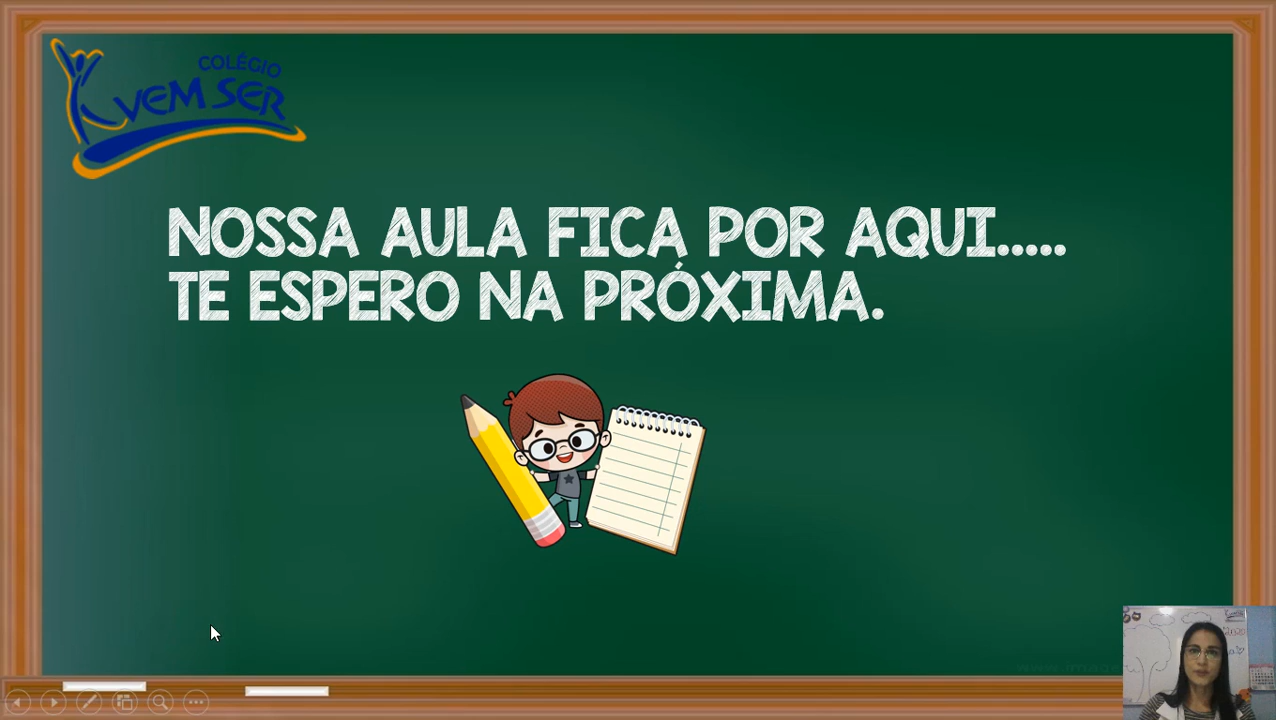 COLÉGIO
VEM SER
NOSSA AULA FICA POR AQUI.....
TE ESPERO NA PRÓXIMA.